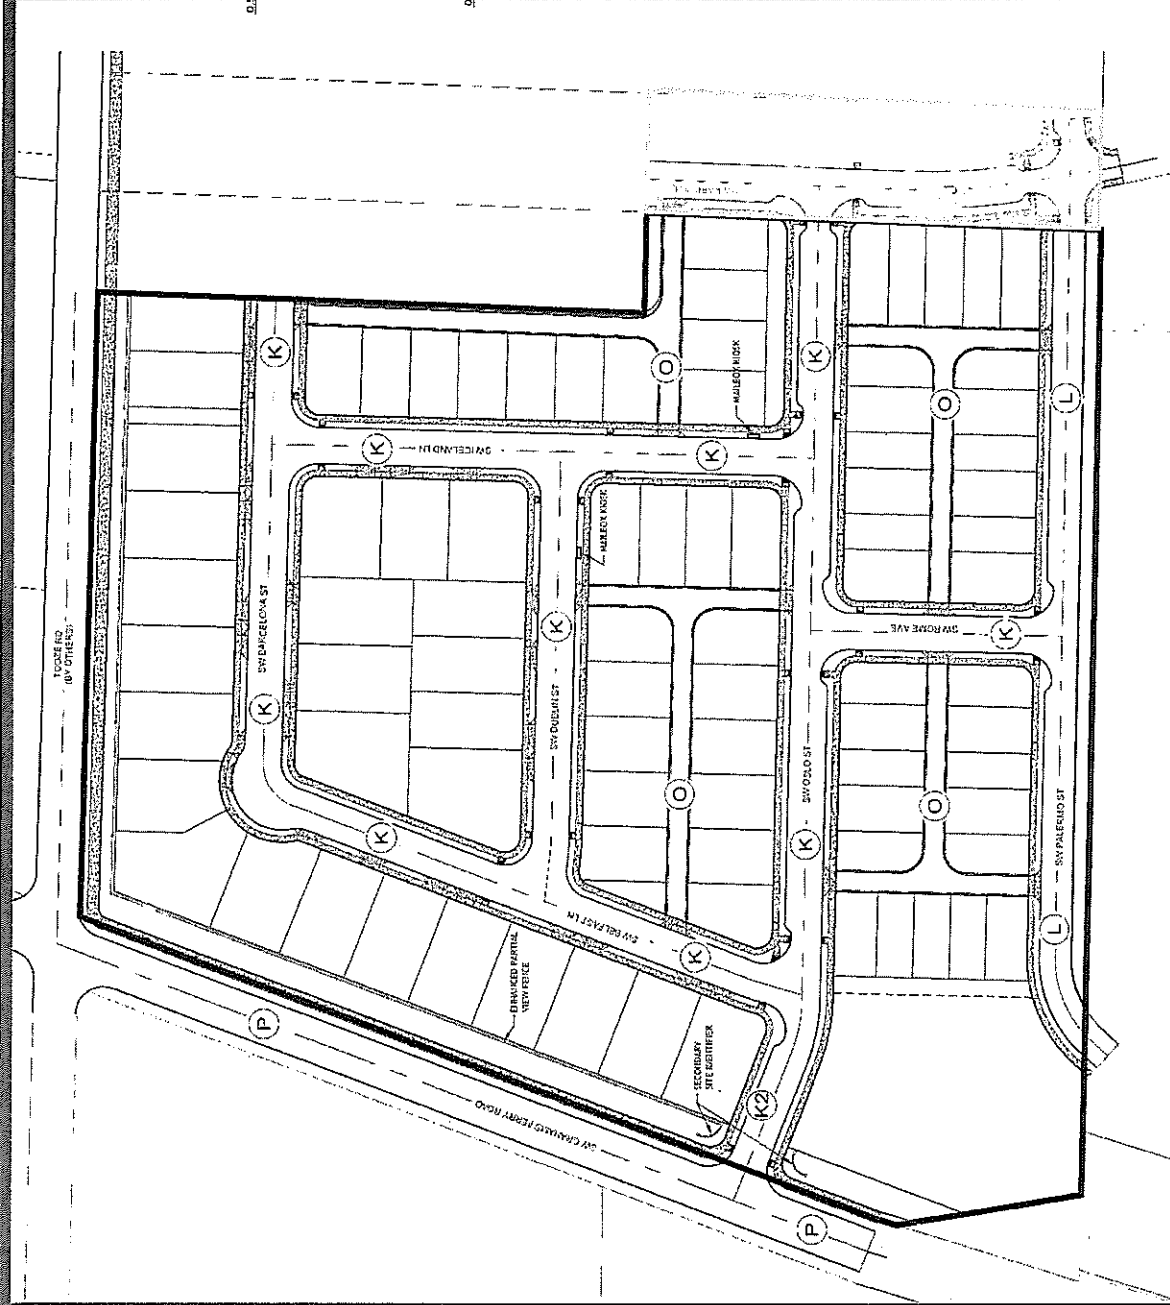 TOOZE RD
(BY OTHERS)
SW BARCELONA ST
SW ICELAND LN
SW DUBLIN ST
SW BELFAST LN
SW OSLO ST
SW ROME AVE
SW PALERMO ST
SW GRAHAMS FERRY ROAD
MAILBOX KIOSK
MAILBOX KIOSK
ENHANCED PARTIAL
VIEW FENCE
SECONDARY
SITE IDENTIFIER
K
K
K
K
K
K
K
K
K
K
K2
O
O
O
O
L
L
P
P